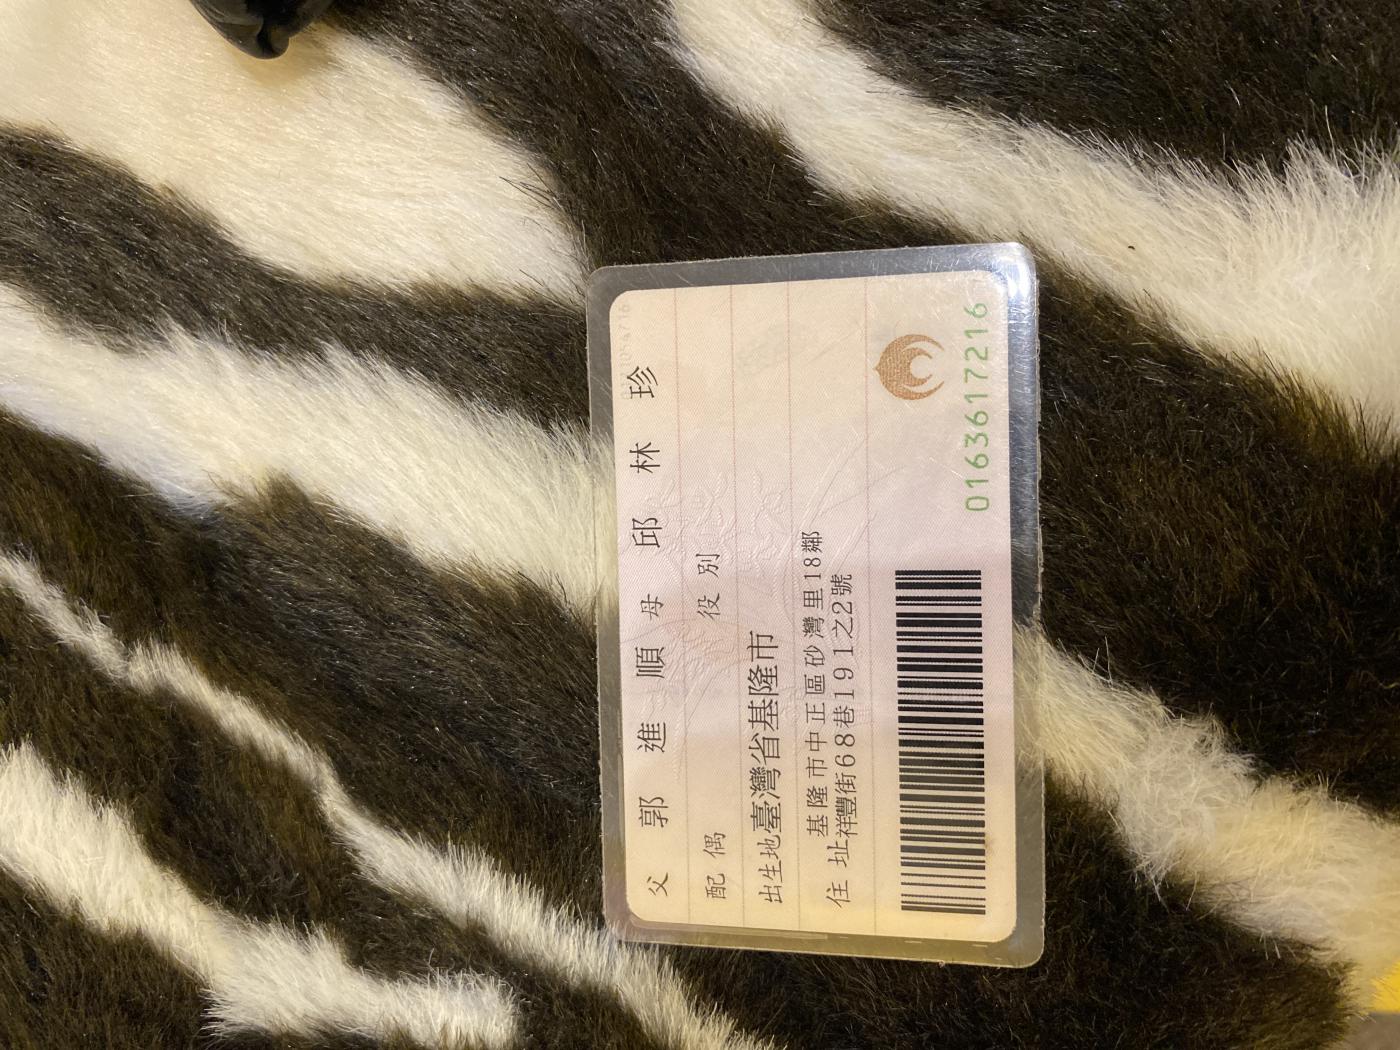 父 郭進順 母 邱林珍
配偶 役別
出生地 臺灣省基隆市
住址 基隆市中正區砂灣里18鄰
祥豐街68巷191之2號
0163617216